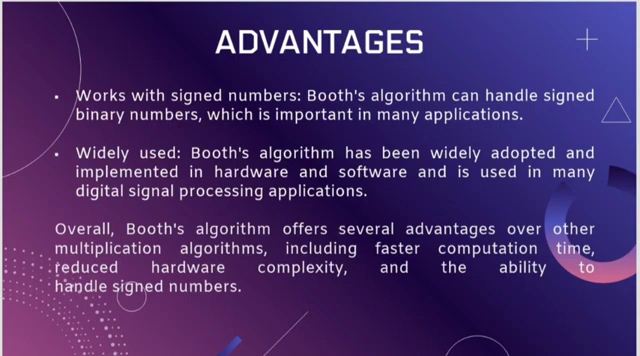 ADVANTAGES
▪ Works with signed numbers: Booth's algorithm can handle signed
binary numbers, which is important in many applications.
▪ Widely used: Booth's algorithm has been widely adopted and
implemented in hardware and software and is used in many
digital signal processing applications.
Overall, Booth's algorithm offers several advantages over other
multiplication algorithms, including faster computation time,
reduced hardware complexity, and the ability to
handle signed numbers.